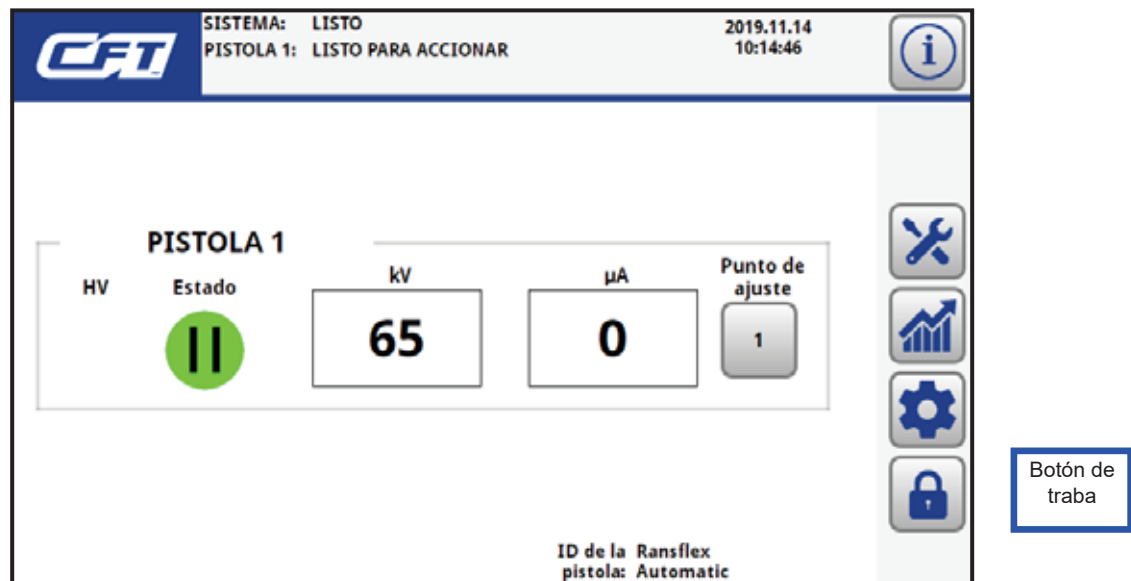 CFT
SISTEMA: LISTO
PISTOLA 1: LISTO PARA ACCIONAR
2019.11.14
10:14:46
i
PISTOLA 1
HV
Estado
kV
µA
Punto de
ajuste
65
0
1
Botón de
traba
ID de la Ransflex
pistola: Automatic